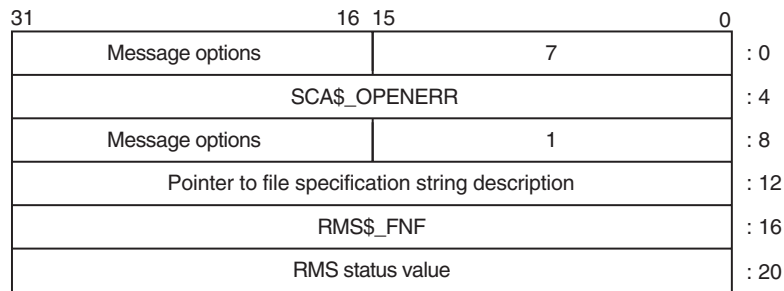 31 16 15 0
Message options 7 : 0
SCA$_OPENERR : 4
Message options 1 : 8
Pointer to file specification string description : 12
RMS$_FNF : 16
RMS status value : 20